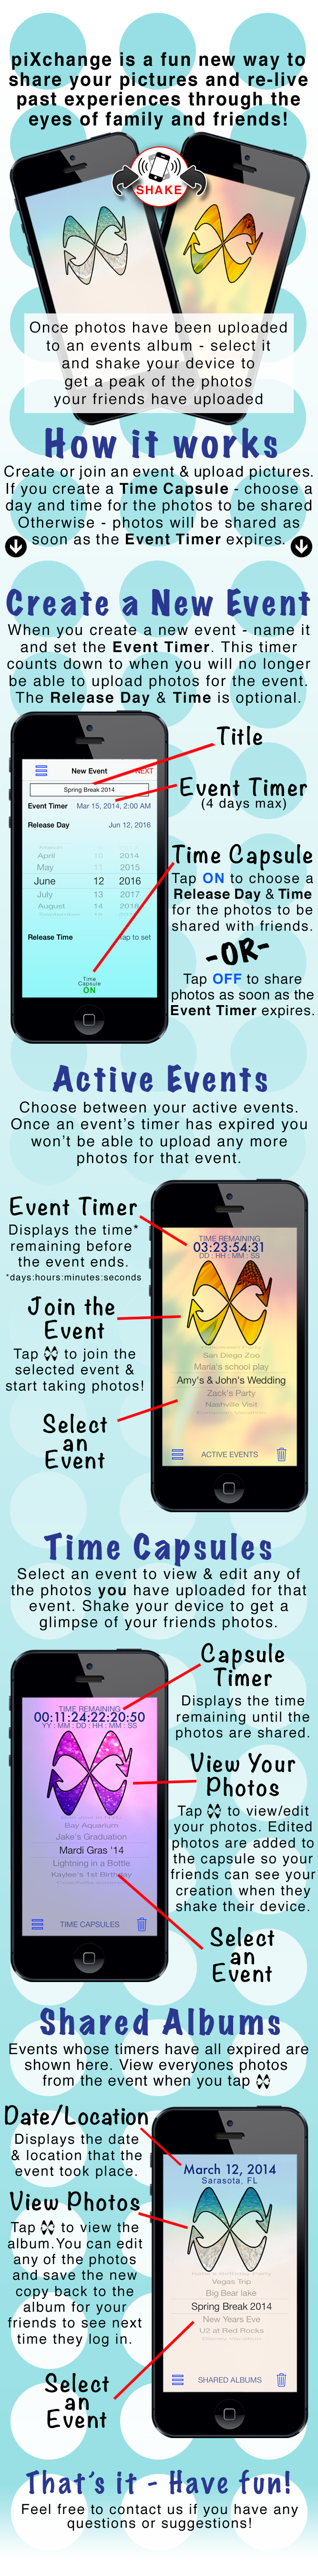 piXchange is a fun new way to
share your pictures and re-live
past experiences through the
eyes of family and friends!
SHAKE
Once photos have been uploaded
to an events album - select it
and shake your device to
get a peak of the photos
your friends have uploaded
How it works
Create or join an event & upload pictures.
If you create a Time Capsule - choose a
day and time for the photos to be shared
Otherwise - photos will be shared as
soon as the Event Timer expires.
Create a New Event
When you create a new event - name it
and set the Event Timer. This timer
counts down to when you will no longer
be able to upload photos for the event.
The Release Day & Time is optional.
New Event
NEXT
Spring Break 2014
Event Timer Mar 15, 2014, 2:00 AM
Release Day Jun 12, 2016
April 10 2014
May 11 2015
June 12 2016
July 13 2017
August 14 2018
Release Time Tap to set
Time
Capsule
ON
Title
Event Timer
(4 days max)
Time Capsule
Tap ON to choose a
Release Day & Time
for the photos to be
shared with friends.
-OR-
Tap OFF to share
photos as soon as the
Event Timer expires.
Active Events
Choose between your active events.
Once an event's timer has expired you
won't be able to upload any more
photos for that event.
Event Timer
Displays the time*
remaining before
the event ends.
*days:hours:minutes:seconds
Join the
Event
Tap to join the
selected event &
start taking photos!
Select
an
Event
TIME REMAINING
03:23:54:31
DD : HH : MM : SS
San Diego Zoo
Maria's school play
Amy's & John's Wedding
Zack's Party
Nashville Visit
ACTIVE EVENTS
Time Capsules
Select an event to view & edit any of
the photos you have uploaded for that
event. Shake your device to get a
glimpse of your friends photos.
TIME REMAINING
00:11:24:22:20:50
YY : MM : DD : HH : MM : SS
Bay Aquarium
Jake's Graduation
Mardi Gras '14
Lightning in a Bottle
Kaylee's 1st Birthday
TIME CAPSULES
Capsule
Timer
Displays the time
remaining until the
photos are shared.
View Your
Photos
Tap to view/edit
your photos. Edited
photos are added to
the capsule so your
friends can see your
creation when they
shake their device.
Select
an
Event
Shared Albums
Events whose timers have all expired are
shown here. View everyones photos
from the event when you tap
Date/Location
Displays the date
& location that the
event took place.
View Photos
Tap to view the
album. You can edit
any of the photos
and save the new
copy back to the
album for your
friends to see next
time they log in.
Select
an
Event
March 12, 2014
Sarasota, FL
Vegas Trip
Big Bear lake
Spring Break 2014
New Years Eve
U2 at Red Rocks
SHARED ALBUMS
That's it - Have fun!
Feel free to contact us if you have any
questions or suggestions!